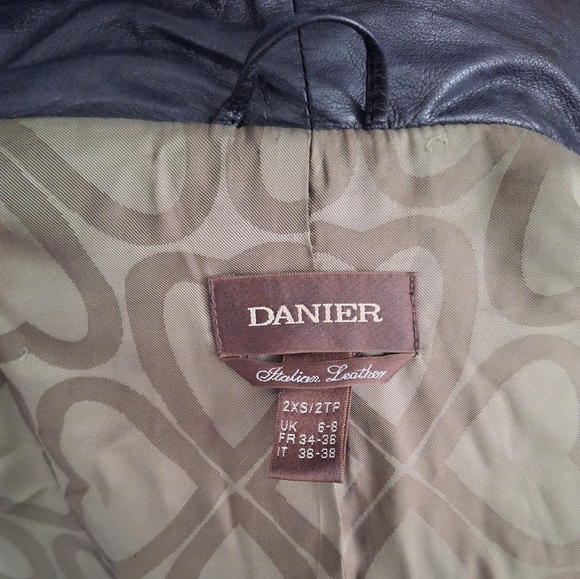 DANIER
Italian Leather
2XS/2TP
UK 6-8
FR 34-36
IT 36-38